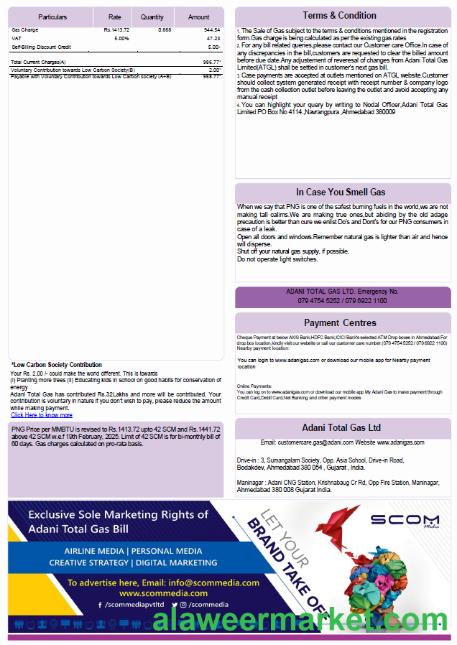 Particulars Rate Quantity Amount
Gas Charge Rs.1413.72 0.668 944.54
VAT 5.00% 47.23
Self-Billing Discount Credit 5.00-
Total Current Charges(A) 986.77*
Voluntary Contribution towards Low Carbon Society(B) 2.00*
Payable with Voluntary Contribution towards Low Carbon society (A+B) 988.77*
*Low Carbon Society Contribution
Your Rs. 2.00 /- could make the world different. This is towards
(I) Planting more trees (II) Educating kids in school on good habits for conservation of
energy
Adani Total Gas has contributed Rs.32Lakhs and more will be contributed. Your
contribution is voluntary in nature if you don't wish to pay, please reduce the amount
while making payment.
Click Here to know more
PNG Price per MMBTU is revised to Rs.1413.72 upto 42 SCM and Rs.1441.72
above 42 SCM w.e.f 19th February, 2025. Limit of 42 SCM is for bi-monthly bill of
60 days. Gas charges calculated on pro-rata basis.
Terms & Condition
1. The Sale of Gas subject to the terms & conditions mentioned in the registration
form.Gas charge is being calculated as per the existing gas rates
2. For any bill related queries,please contact our Customer care Office.In case of
any discrepancies in the bill,customers are requested to clear the billed amount
before due date.Any adjustement of reveresal of changes from Adani Total Gas
Limited(ATGL) shall be settled in customer's next gas bill.
3. Case payments are accepted at outlets mentioned on ATGL website.Customer
should collect system generated receipt with receipt number & company logo
from the cash collection outlet before leaving the outlet and avoid accepting any
manual receipt
4. You can highlight your query by writing to Nodal Officer,Adani Total Gas
Limited PO Box No 4114 ,Navrangpura ,Ahmedabad 380009
In Case You Smell Gas
When we say that PNG is one of the safest burning fuels in the world,we are not
making tall calims.We are making true ones,but abiding by the old adage
precaution is better than cure we enlist Do's and Dont's for our PNG consumers in
case of a leak.
Open all doors and windows.Remember natural gas is lighter than air and hence
will disperse.
Shut off your natural gas supply, if possible.
Do not operate light switches.
ADANI TOTAL GAS LTD. Emergency No.
079 4754 5252 / 079 6922 1100
Payment Centres
Cheque Payment at below AXIS Bank,HDFC Bank,ICICI Bank's selected ATM Drop boxes in Ahmedabad.For
drop box location,kindly visit our website or call our customer care number (079 4754 5252 / 079 6922 1100)
Nearby payment location:
You can login to www.adanigas.com or download our mobile app for Nearby payment
location
Online Payments:
You can log on to www.adanigas.com or download our mobile app My Adani Gas to make payment through
Credit Card,Debit Card,Net Banking and other payment modes
Adani Total Gas Ltd
Email: customercare.gas@adani.com Website www.adanigas.com
Drive-in : 3, Sumangalam Society, Opp. Asia School, Drive-in Road,
Bodakdev, Ahmedabad 380 054 , Gujarat , India.
Maninagar : Adani CNG Station, Krishnabaug Cr Rd, Opp Fire Station, Maninagar,
Ahmedabad 380 008 Gujarat India.
Exclusive Sole Marketing Rights of
Adani Total Gas Bill
AIRLINE MEDIA | PERSONAL MEDIA
CREATIVE STRATEGY | DIGITAL MARKETING
To advertise here, Email: info@scommedia.com
www.scommedia.com
/scommediapvtltd /scommedia
LET YOUR
BRAND TAKE OFF
SCOM
Media
alaweermarket.com